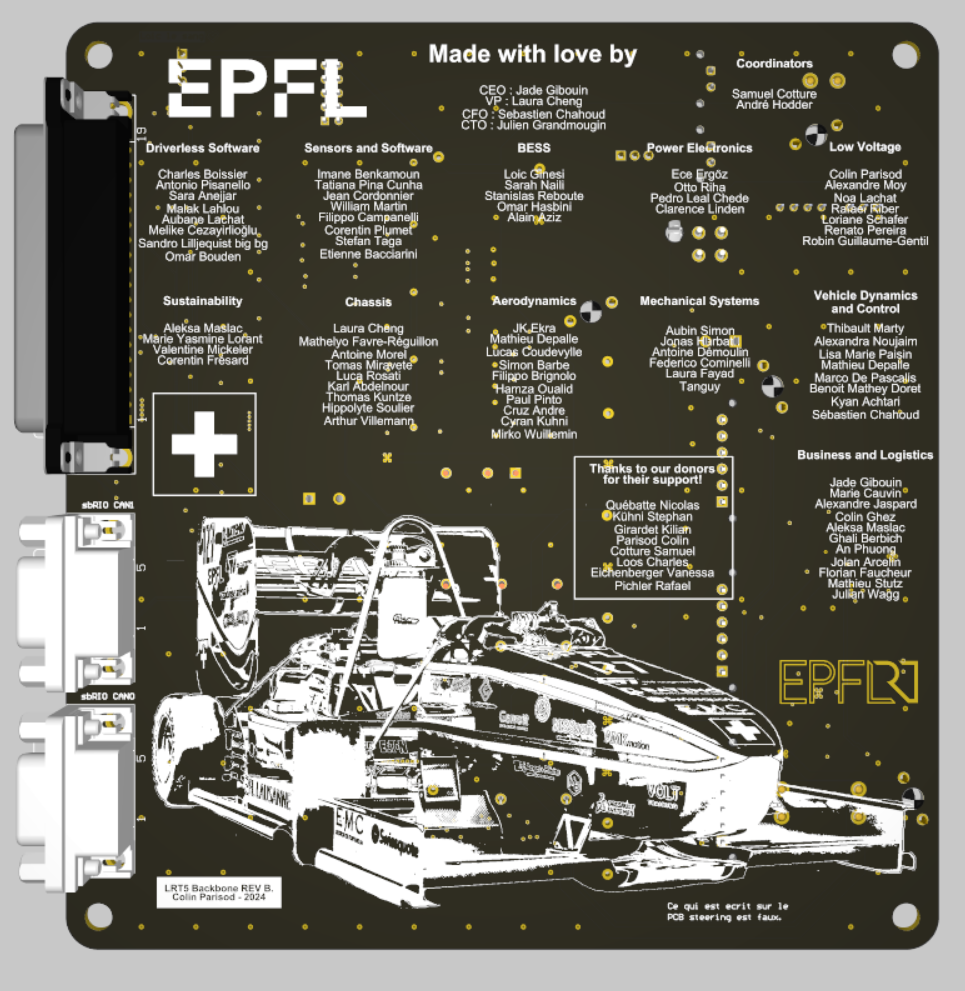 EPFL
Made with love by
CEO : Jade Gibouin
VP : Laura Cheng
CFO : Sebastien Chahoud
CTO : Julien Grandmougin
Coordinators
Samuel Cotture
André Hodder
19
Driverless Software
Charles Boissier
Antonio Pisanello
Sara Anejjar
Malak Lahlou
Aubane Lachat
Melike Cezayirlioğlu
Sandro Lilljequist big bg
Omar Bouden
Sensors and Software
Imane Benkamoun
Tatiana Pina Cunha
Jean Cordonnier
William Martin
Filippo Campanelli
Corentin Plumet
Stefan Taga
Etienne Bacciarini
BESS
Loic Ghesi
Sarah Naili
Stanislas Reboute
Omar Hasbini
Alain Aziz
Power Electronics
Ece Ergöz
Otto Riha
Pedro Leal Chede
Clarence Linden
Low Voltage
Colin Parisod
Alexandre Moy
Noa Lachat
Rafael Riber
Loriane Schafer
Renato Pereira
Robin Guillaume-Gentil
Sustainability
Aleksa Maslac
Marie Yasmine Lorant
Valentine Mickeler
Corentin Fresard
Chassis
Laura Cheng
Mathelyo Favre-Réguillon
Antoine Morel
Tomas Miravete
Luca Rosati
Karl Abdelnour
Thomas Kuntze
Hippolyte Soulier
Arthur Villemann
Aerodynamics
JK Ekra
Mathieu Depalle
Lucas Coudevylle
Simon Barbe
Filippo Brignolo
Hamza Oualid
Paul Pinto
Cruz Andre
Cyran Kuhni
Mirko Wuillemin
Mechanical Systems
Aubin Simon
Jonas Harbali
Antoine Démoulin
Federico Cominelli
Laura Fayad
Tanguy
Vehicle Dynamics
and Control
Thibault Marty
Alexandra Noujaim
Lisa Marie Paisin
Mathieu Depalle
Marco De Pascalis
Benoit Mathey Doret
Kyan Achtari
Sébastien Chahoud
1
Thanks to our donors
for their support!
Québatte Nicolas
Kühni Stephan
Girardet Kilian
Parisod Colin
Cotture Samuel
Loos Charles
Eichenberger Vanessa
Pichler Rafael
Business and Logistics
Jade Gibouin
Marie Cauvin
Alexandre Jaspard
Colin Ghez
Aleksa Maslac
Ghali Berbich
An Phuong
Jolan Arcelin
Florian Faucheur
Mathieu Stutz
Julian Wagg
sbRIO CAN1
5
1
sbRIO CAN0
5
1
EPFL RT
EMC
VOLT
LAUSANNE
EMC
Swissquote
LRT5 Backbone REV B.
Colin Parisod - 2024
Ce qui est ecrit sur le
PCB steering est faux.